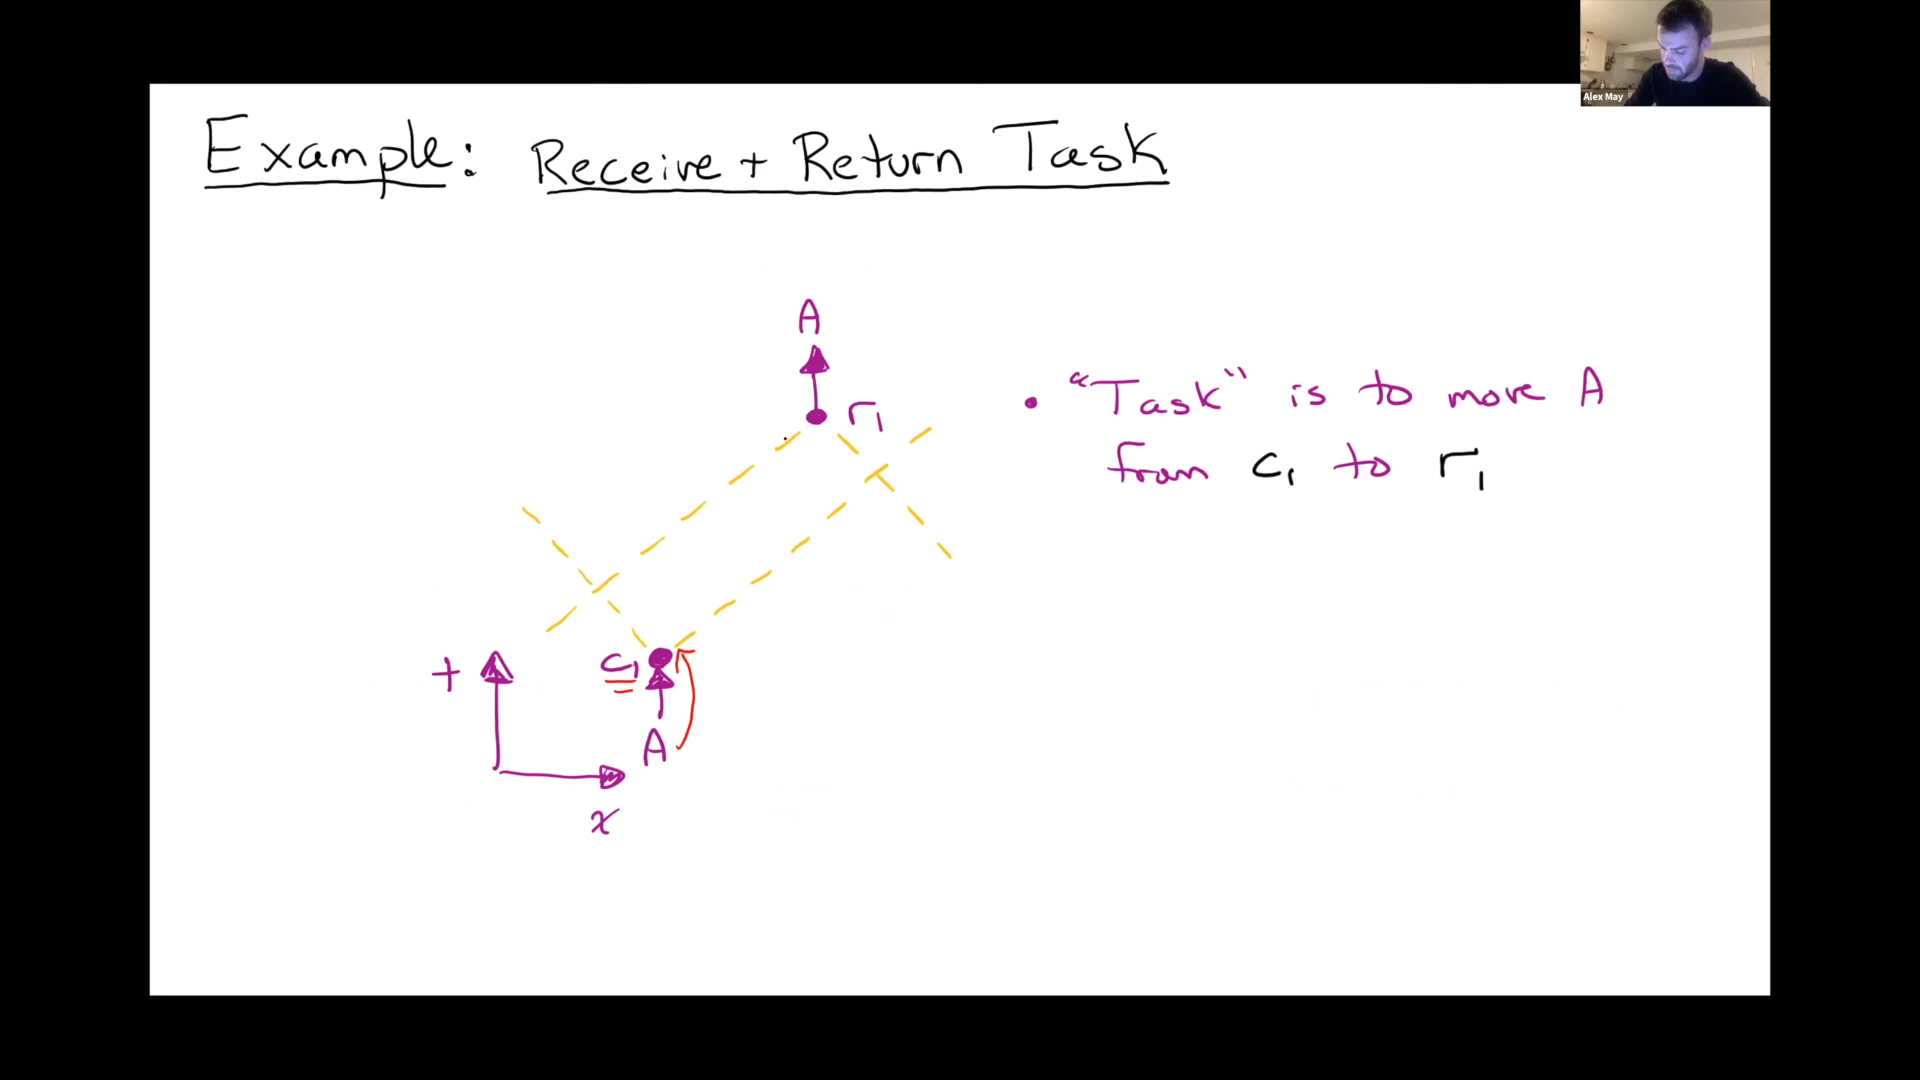 Alex May
Example: Receive + Return Task
A
r₁
• "Task" is to move A
from c₁ to r₁
t
c₁
A
x